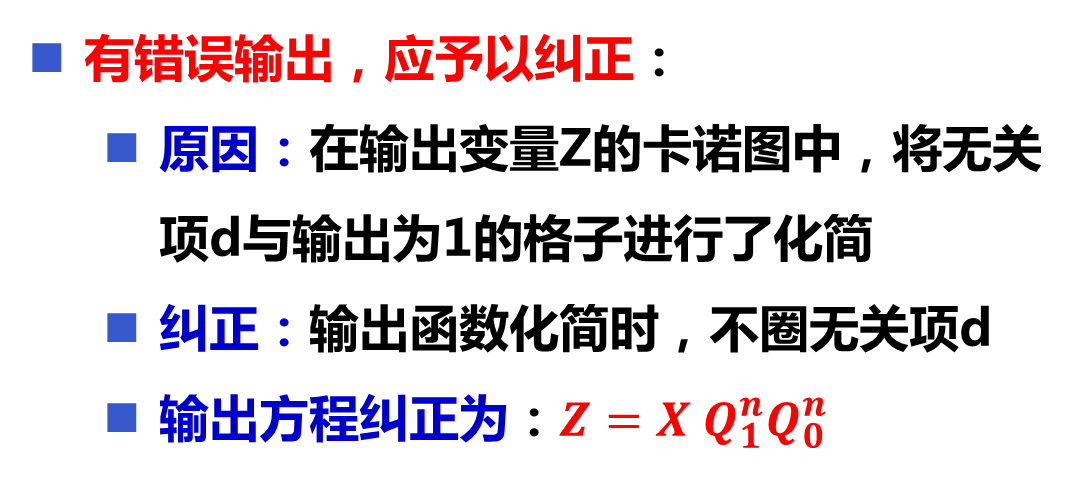 ■ 有错误输出，应予以纠正：
■ 原因：在输出变量Z的卡诺图中，将无关
项d与输出为1的格子进行了化简
■ 纠正：输出函数化简时，不圈无关项d
■ 输出方程纠正为：$Z = X Q_1^n Q_0^n$